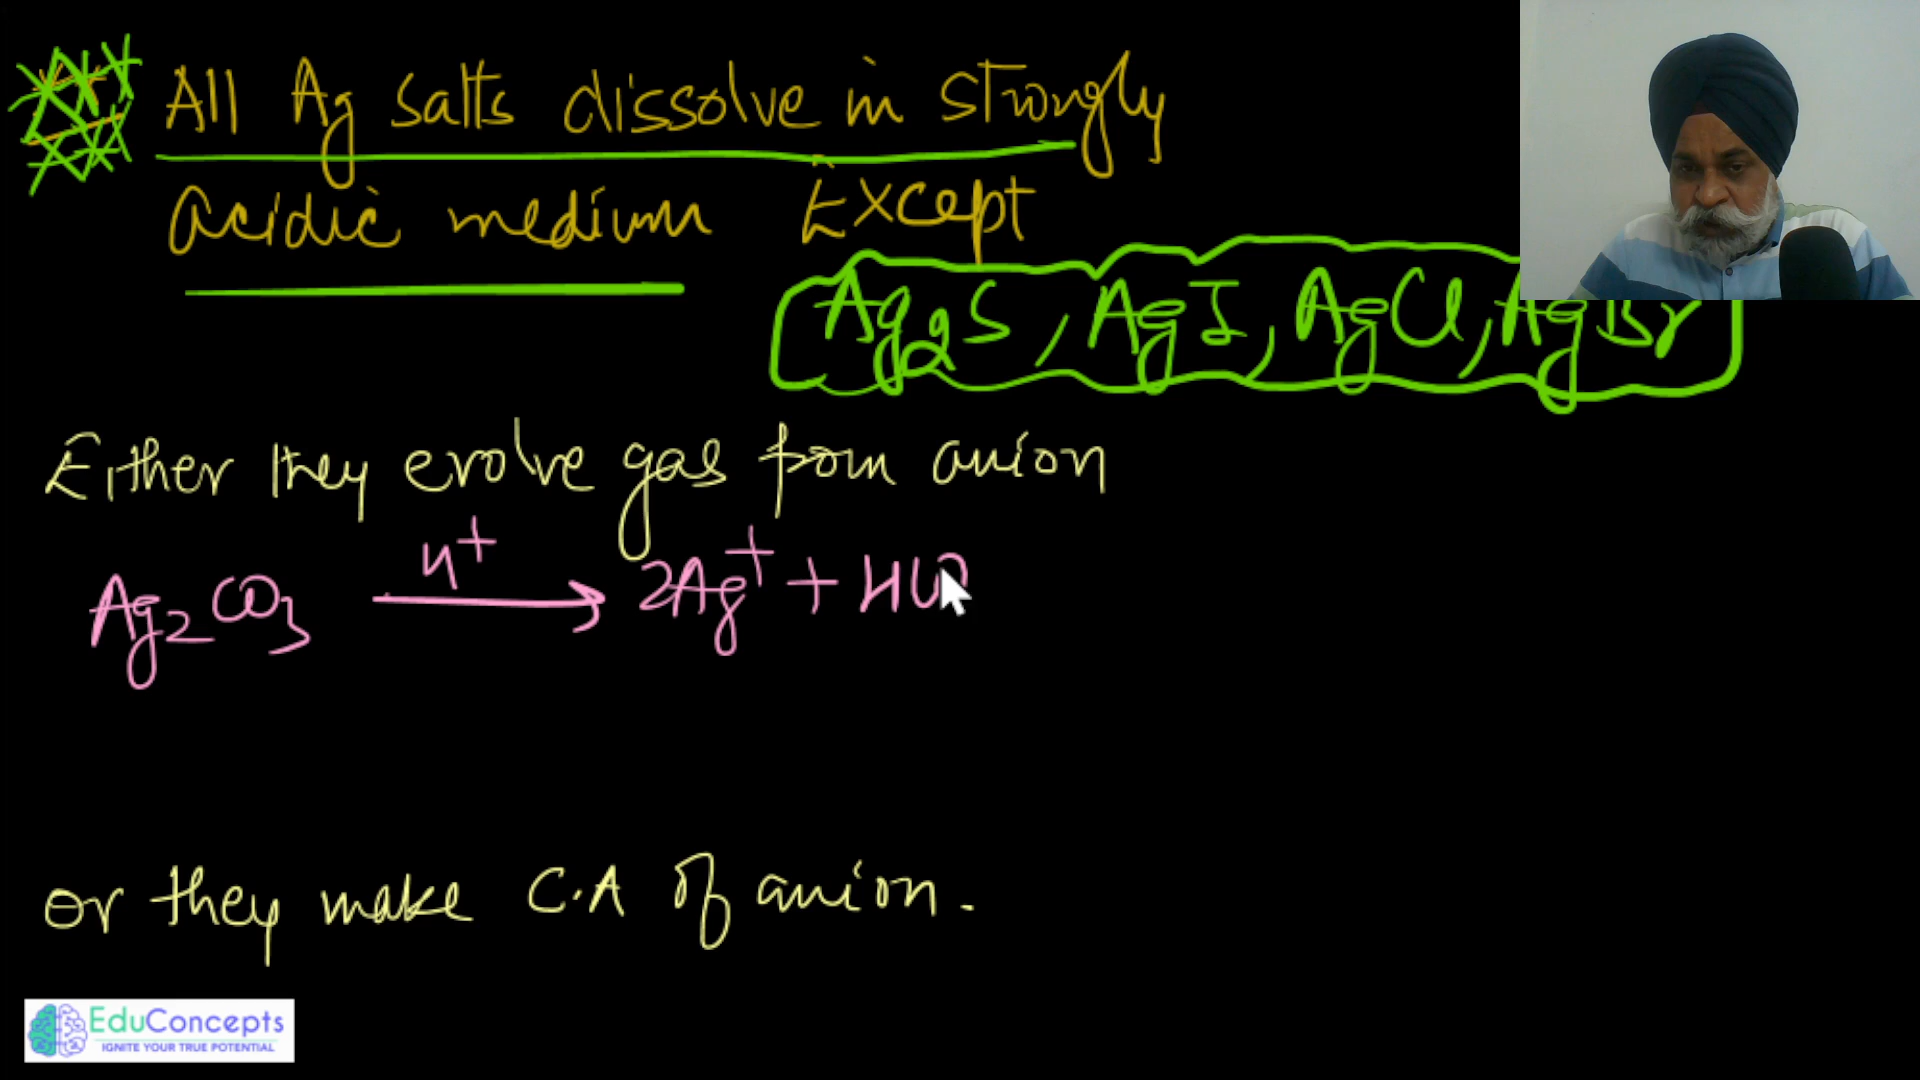 All Ag salts dissolve in strongly
acidic medium Except
Ag2S, AgI, AgCl, AgBr
Either they evolve gas from anion
Ag2CO3 H+ 2Ag+ + HCO
or they make C.A of anion.
EduConcepts
IGNITE YOUR TRUE POTENTIAL